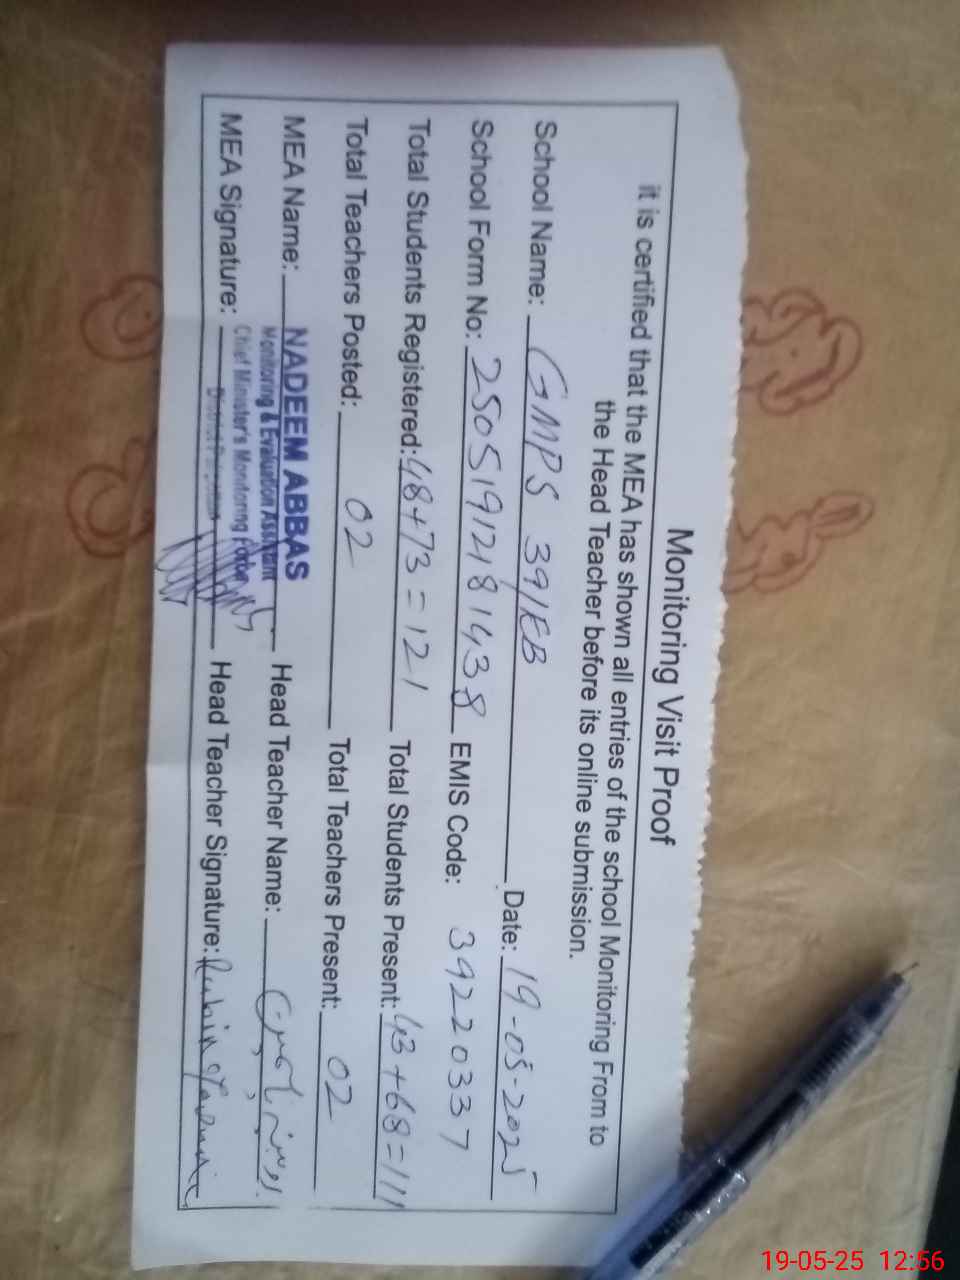 Monitoring Visit Proof
it is certified that the MEA has shown all entries of the school Monitoring From to
the Head Teacher before its online submission.
School Name: GMPS 39/EB Date: 19-05-2025
School Form No: 25051912181438 EMIS Code: 39220337
Total Students Registered: 48+73=121 Total Students Present: 43+68=111
Total Teachers Posted: 02 Total Teachers Present: 02
MEA Name: NADEEM ABBAS Head Teacher Name:
Monitoring & Evaluation Assistant
Chief Minister's Monitoring Force
MEA Signature: District Head Teacher Signature:
19-05-25 12:56